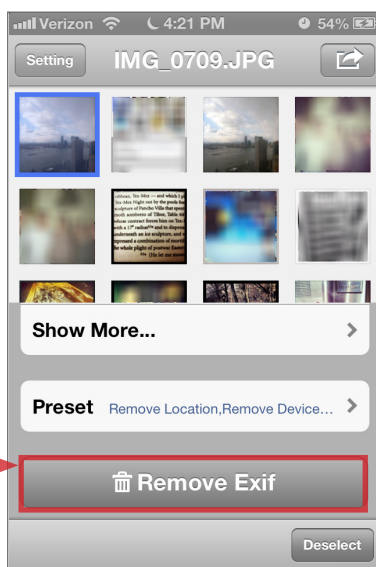 Verizon 4:21 PM 54%
Setting IMG_0709.JPG
Show More...
Preset Remove Location,Remove Device...
Remove Exif
Deselect